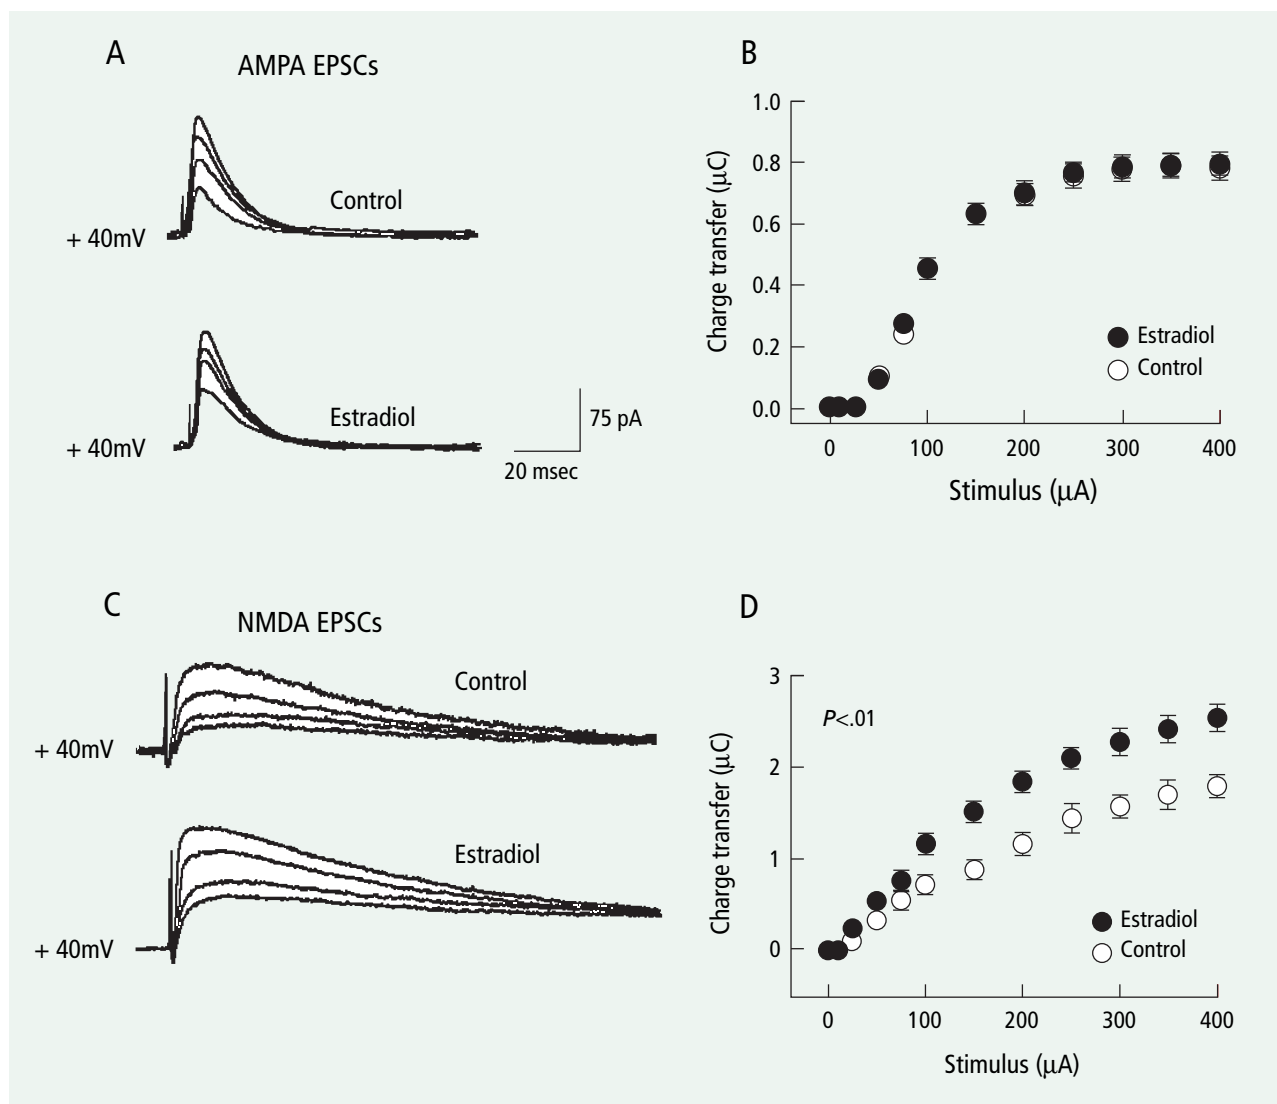 A
AMPA EPSCs
Control
+ 40mV
Estradiol
+ 40mV
75 pA
20 msec
B
1.0
0.8
0.6
0.4
0.2
0.0
Charge transfer (μC)
Estradiol
Control
0 100 200 300 400
Stimulus (μA)
C
NMDA EPSCs
Control
+ 40mV
Estradiol
+ 40mV
D
3
2
1
0
Charge transfer (μC)
P<.01
Estradiol
Control
0 100 200 300 400
Stimulus (μA)